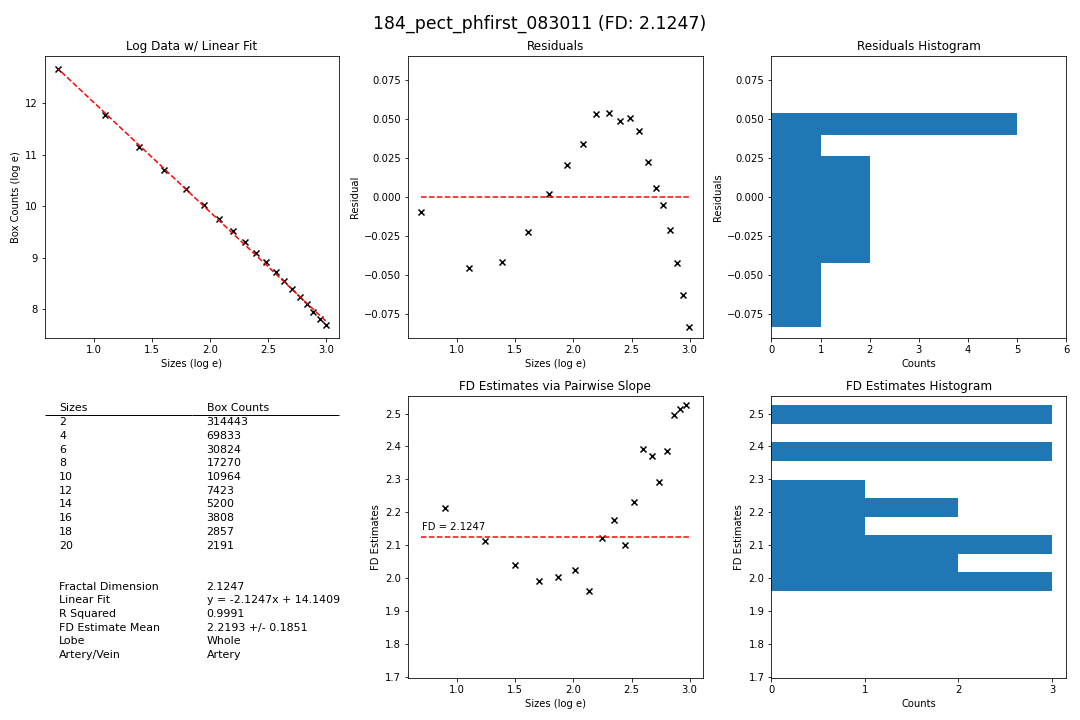 184_pect_phfirst_083011 (FD: 2.1247)
Log Data w/ Linear Fit
Box Counts (log e)
12
11
10
9
8
1.0 1.5 2.0 2.5 3.0
Sizes (log e)
Residuals
Residual
0.075
0.050
0.025
0.000
−0.025
−0.050
−0.075
1.0 1.5 2.0 2.5 3.0
Sizes (log e)
Residuals Histogram
Residuals
0.075
0.050
0.025
0.000
−0.025
−0.050
−0.075
0 1 2 3 4 5 6
Counts
Sizes Box Counts
2 314443
4 69833
6 30824
8 17270
10 10964
12 7423
14 5200
16 3808
18 2857
20 2191
Fractal Dimension 2.1247
Linear Fit y = -2.1247x + 14.1409
R Squared 0.9991
FD Estimate Mean 2.2193 +/- 0.1851
Lobe Whole
Artery/Vein Artery
FD Estimates via Pairwise Slope
FD Estimates
2.5
2.4
2.3
2.2
2.1
2.0
1.9
1.8
1.7
FD = 2.1247
1.0 1.5 2.0 2.5 3.0
Sizes (log e)
FD Estimates Histogram
FD Estimates
2.5
2.4
2.3
2.2
2.1
2.0
1.9
1.8
1.7
0 1 2 3
Counts